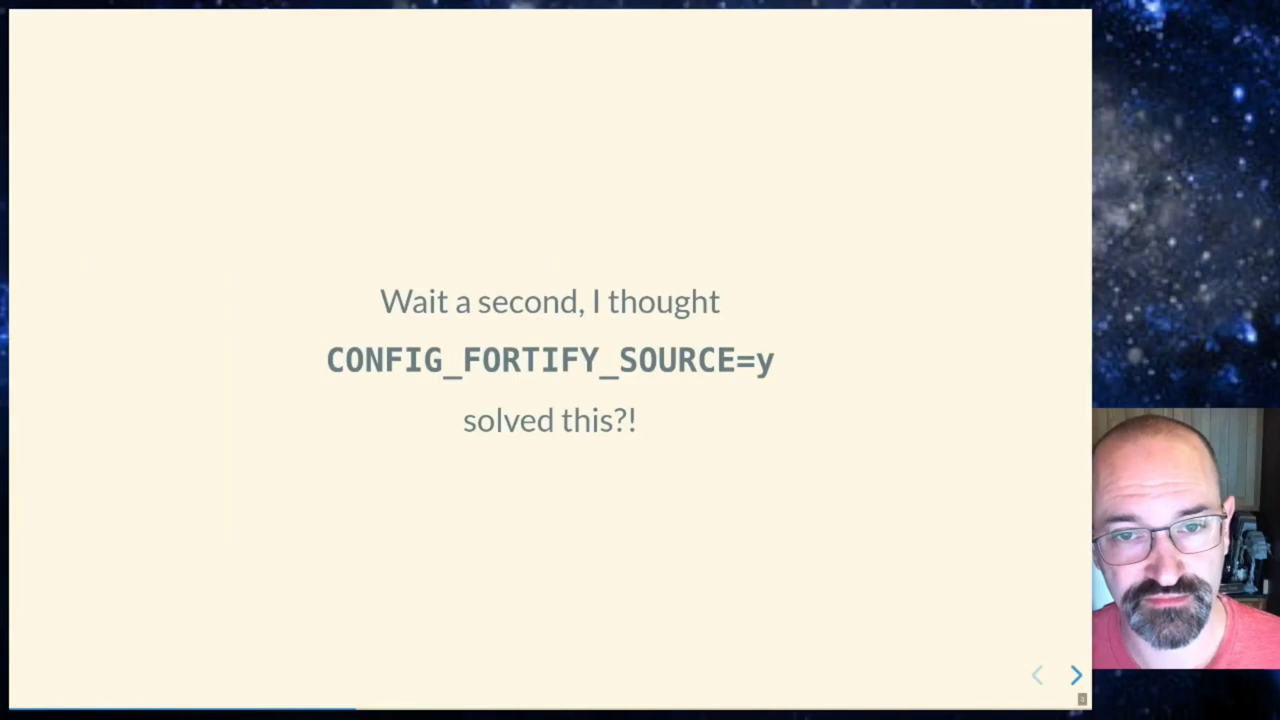 Wait a second, I thought
CONFIG_FORTIFY_SOURCE=y
solved this?!